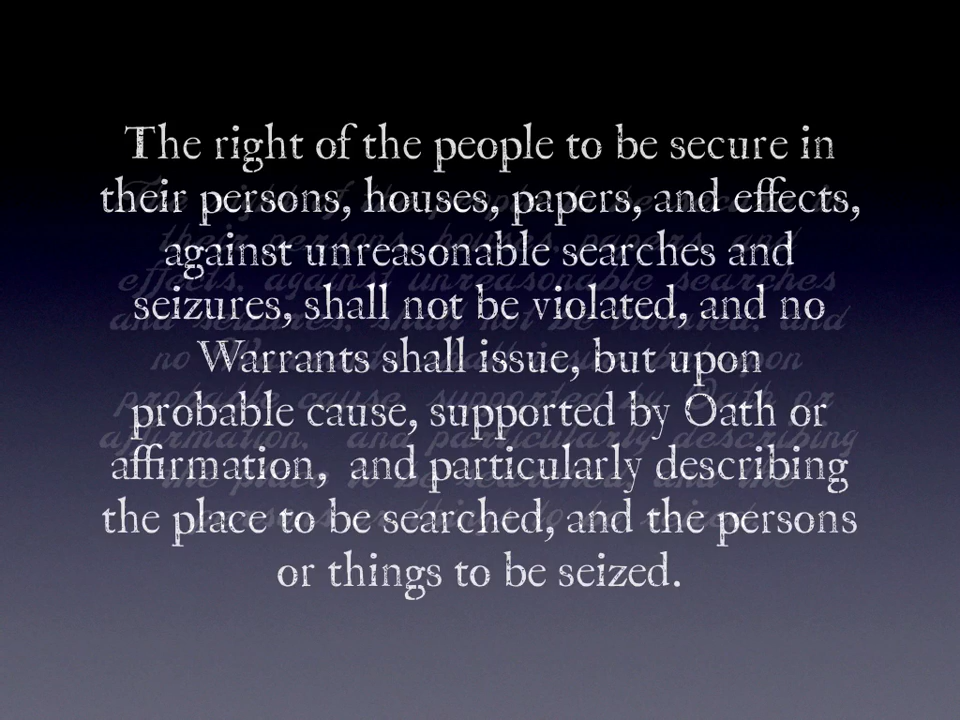 The right of the people to be secure in
their persons, houses, papers, and effects,
against unreasonable searches and
seizures, shall not be violated, and no
Warrants shall issue, but upon
probable cause, supported by Oath or
affirmation,  and particularly describing
the place to be searched, and the persons
or things to be seized.